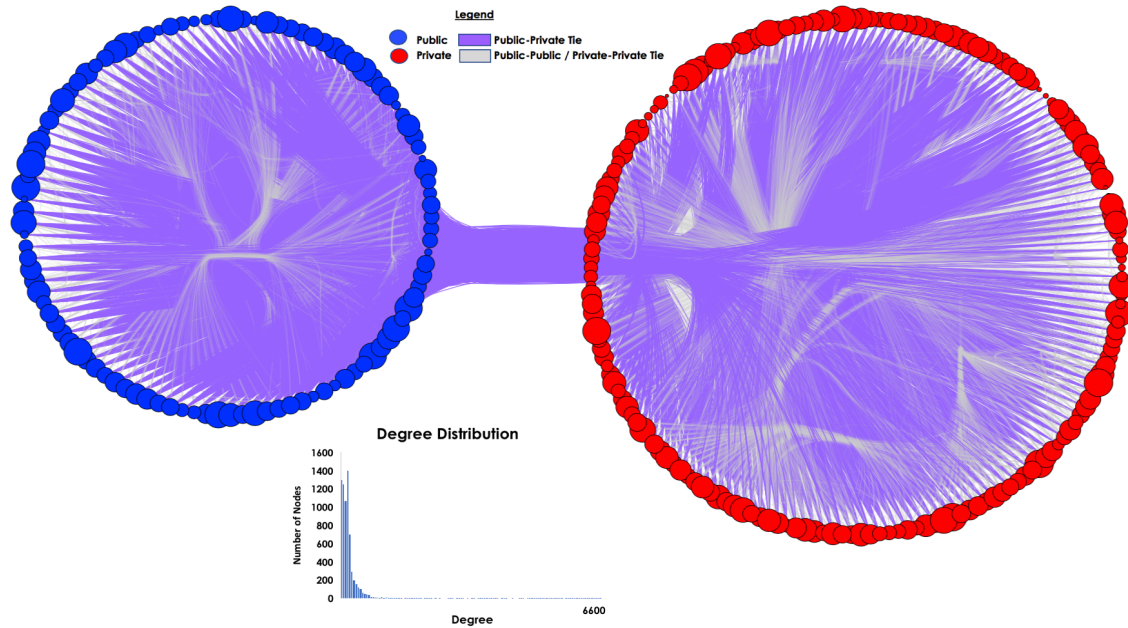 Legend
Public Public-Private Tie
Private Public-Public / Private-Private Tie
Degree Distribution
1600
1400
1200
1000
800
600
400
200
0
Number of Nodes
6600
Degree